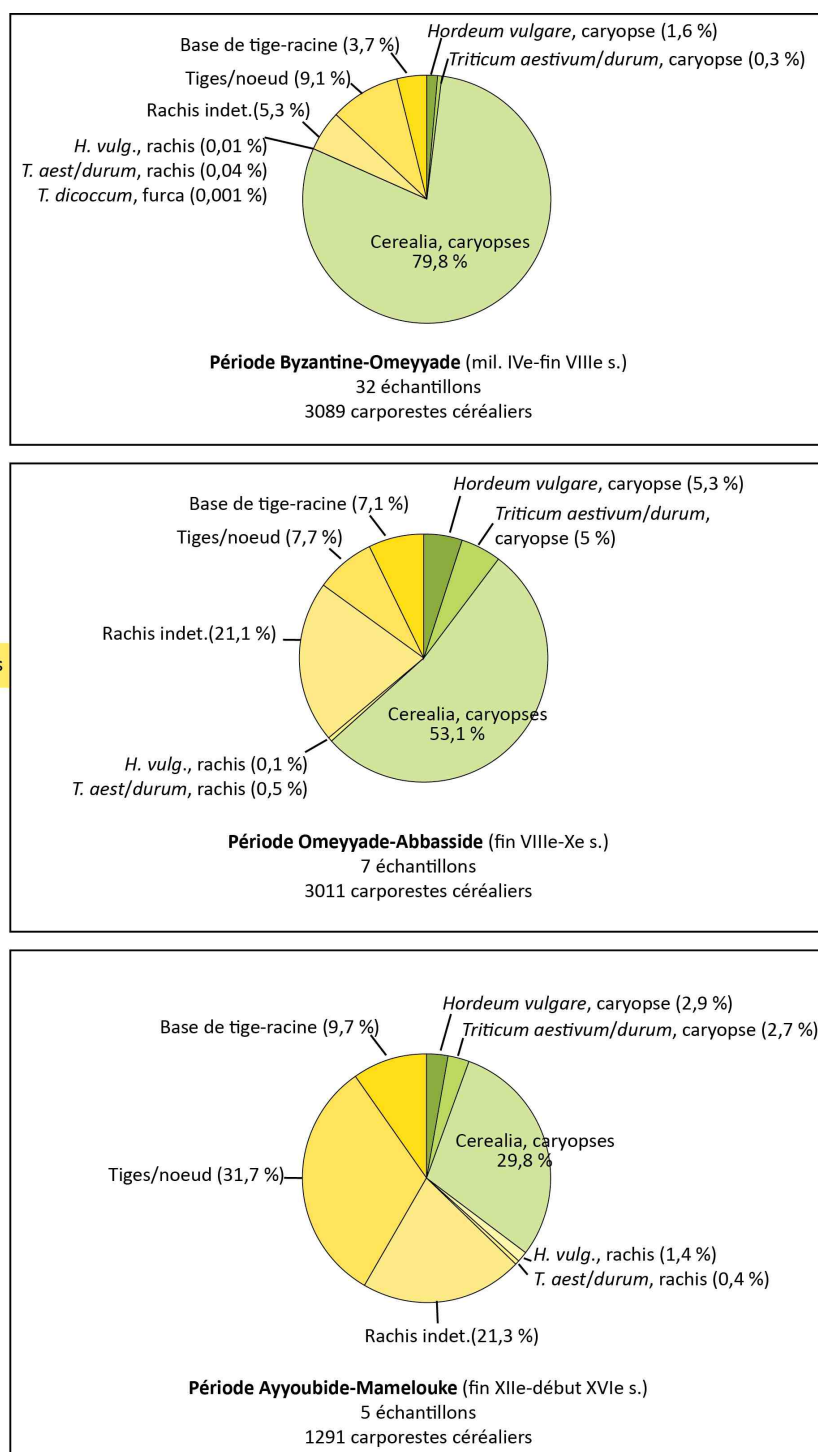 Hordeum vulgare, caryopse (1,6 %)
Base de tige-racine (3,7 %)
Triticum aestivum/durum, caryopse (0,3 %)
Tiges/noeud (9,1 %)
Rachis indet.(5,3 %)
H. vulg., rachis (0,01 %)
T. aest/durum, rachis (0,04 %)
T. dicoccum, furca (0,001 %)
Cerealia, caryopses
79,8 %
Période Byzantine-Omeyyade (mil. IVe-fin VIIIe s.)
32 échantillons
3089 carporestes céréaliers
Hordeum vulgare, caryopse (5,3 %)
Base de tige-racine (7,1 %)
Triticum aestivum/durum,
caryopse (5 %)
Tiges/noeud (7,7 %)
Rachis indet.(21,1 %)
Cerealia, caryopses
53,1 %
H. vulg., rachis (0,1 %)
T. aest/durum, rachis (0,5 %)
Période Omeyyade-Abbasside (fin VIIIe-Xe s.)
7 échantillons
3011 carporestes céréaliers
Hordeum vulgare, caryopse (2,9 %)
Base de tige-racine (9,7 %)
Triticum aestivum/durum, caryopse (2,7 %)
Cerealia, caryopses
29,8 %
Tiges/noeud (31,7 %)
H. vulg., rachis (1,4 %)
T. aest/durum, rachis (0,4 %)
Rachis indet.(21,3 %)
Période Ayyoubide-Mamelouke (fin XIIe-début XVIe s.)
5 échantillons
1291 carporestes céréaliers